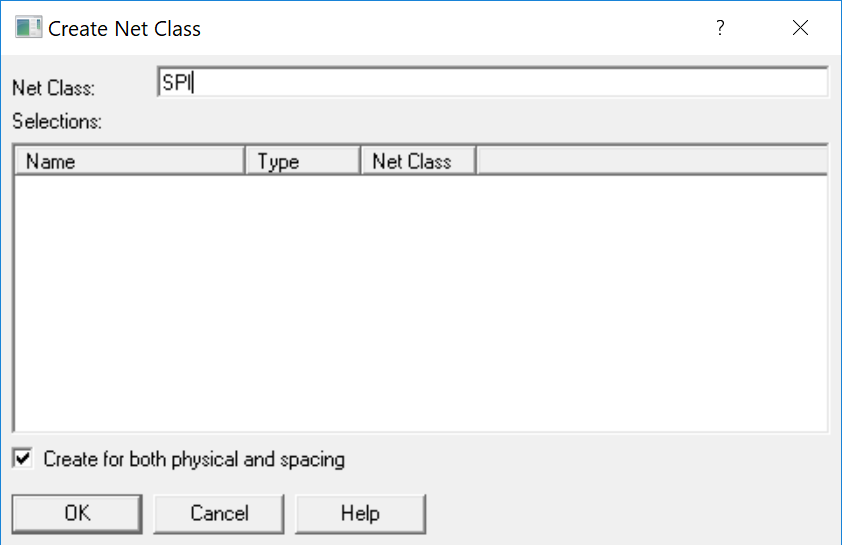 Create Net Class ?
Net Class: SPI
Selections:
Name Type Net Class
Create for both physical and spacing
OK Cancel Help